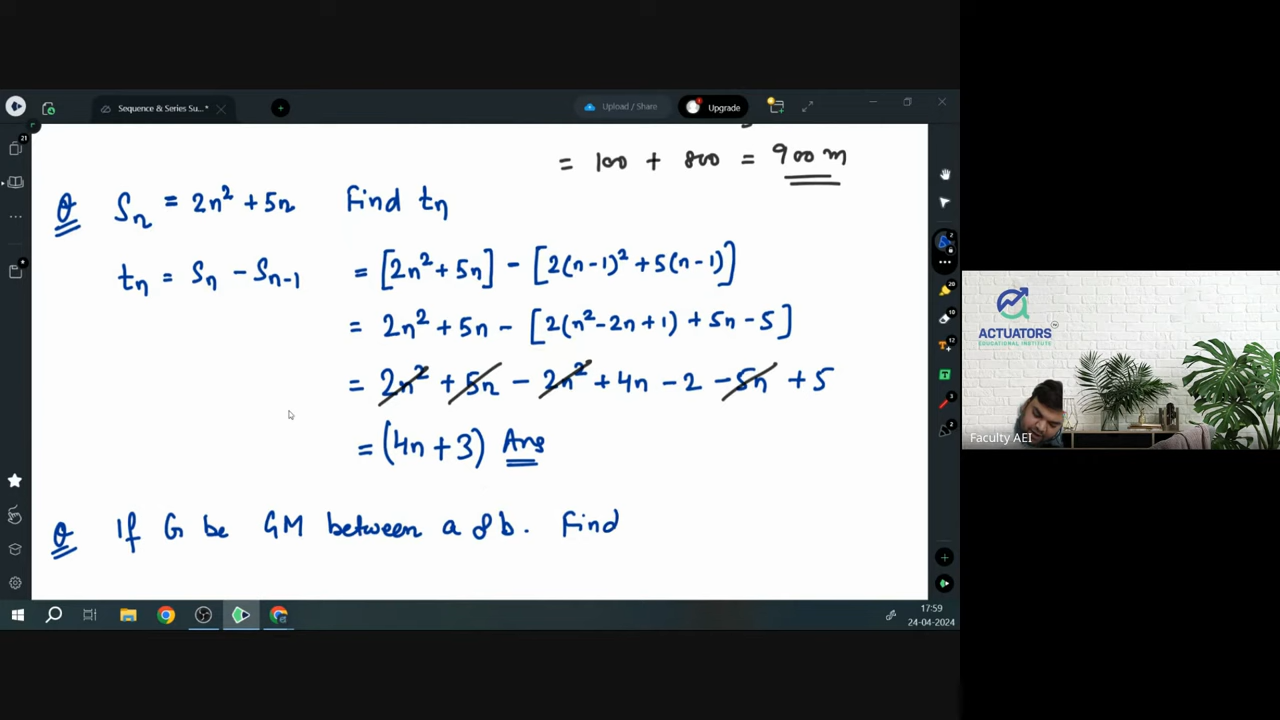 Sequence & Series Su...*
Upload / Share
Upgrade
= 100 + 800 = 900 m
Q Sn = 2n² + 5n Find tn
tn = Sn - Sn-1 = [2n² + 5n] - [2(n-1)² + 5(n-1)]
= 2n² + 5n - [2(n² - 2n + 1) + 5n - 5]
= 2n² + 5n - 2n² + 4n - 2 - 5n + 5
= (4n + 3) Ans
Q If G be GM between a & b. Find
ACTUATORS
EDUCATIONAL INSTITUTE
Faculty AEI
17:59
24-04-2024